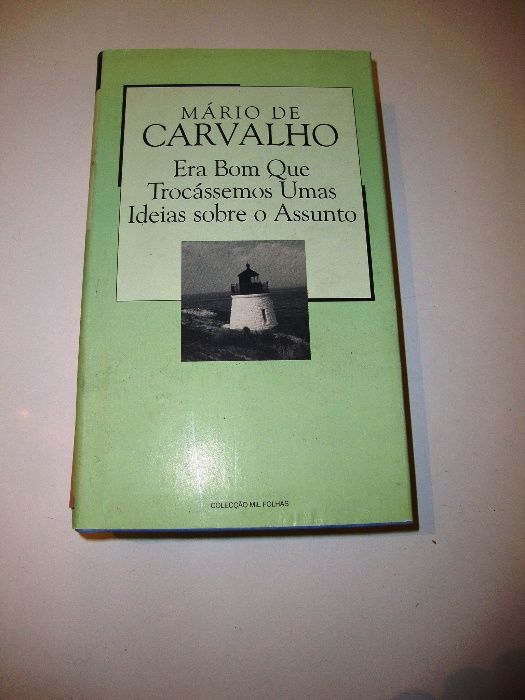 MÁRIO DE
CARVALHO
Era Bom Que
Trocássemos Umas
Ideias sobre o Assunto
COLECÇÃO MIL FOLHAS